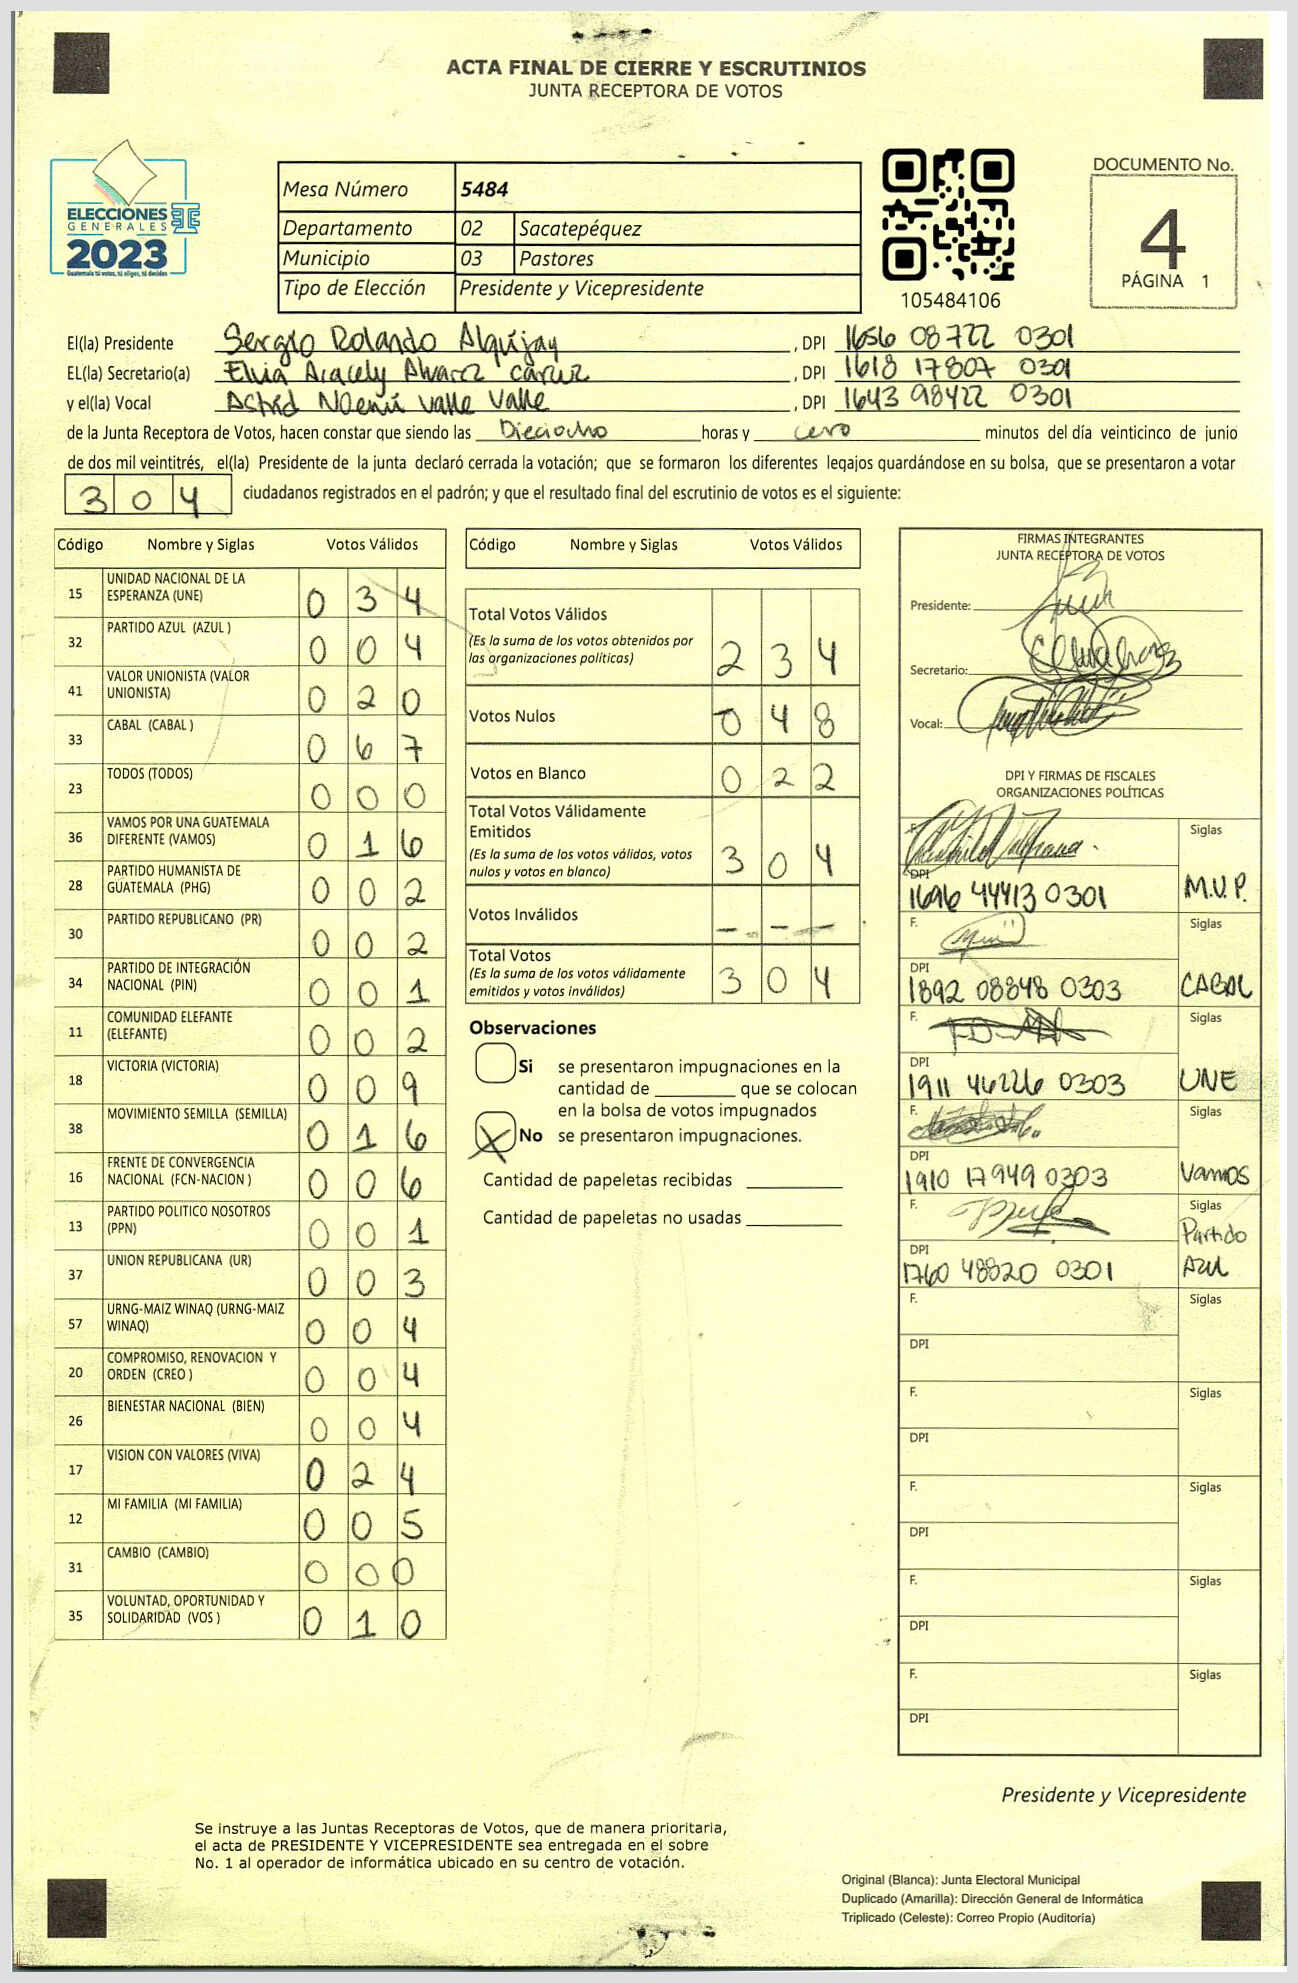 ACTA FINAL DE CIERRE Y ESCRUTINIOS
JUNTA RECEPTORA DE VOTOS
ELECCIONES
GENERALES
2023
Guatemala tú votas, tú eliges, tú decides
Mesa Número 5484
Departamento 02 Sacatepéquez
Municipio 03 Pastores
Tipo de Elección Presidente y Vicepresidente
105484106
DOCUMENTO No.
4
PÁGINA 1
El(la) Presidente Sergio Rolando Alquijay , DPI 1656 08722 0301
EL(la) Secretario(a) Elvia Aracely Alvarez , DPI 1618 17807 0301
y el(la) Vocal Astrid Noemí Valle Valle , DPI 1643 98422 0301
de la Junta Receptora de Votos, hacen constar que siendo las Dieciocho horas y cero minutos del día veinticinco de junio
de dos mil veintitrés, el(la) Presidente de la junta declaró cerrada la votación; que se formaron los diferentes legajos guardándose en su bolsa, que se presentaron a votar
304 ciudadanos registrados en el padrón; y que el resultado final del escrutinio de votos es el siguiente:
Código Nombre y Siglas Votos Válidos
15 UNIDAD NACIONAL DE LA
ESPERANZA (UNE) 0 3 4
32 PARTIDO AZUL (AZUL ) 0 0 4
41 VALOR UNIONISTA (VALOR
UNIONISTA) 0 2 0
33 CABAL (CABAL ) 0 6 7
23 TODOS (TODOS) 0 0 0
36 VAMOS POR UNA GUATEMALA
DIFERENTE (VAMOS) 0 1 6
28 PARTIDO HUMANISTA DE
GUATEMALA (PHG) 0 0 2
30 PARTIDO REPUBLICANO (PR) 0 0 2
34 PARTIDO DE INTEGRACIÓN
NACIONAL (PIN) 0 0 1
11 COMUNIDAD ELEFANTE
(ELEFANTE) 0 0 2
18 VICTORIA (VICTORIA) 0 0 9
38 MOVIMIENTO SEMILLA (SEMILLA) 0 1 6
16 FRENTE DE CONVERGENCIA
NACIONAL (FCN-NACION ) 0 0 6
13 PARTIDO POLITICO NOSOTROS
(PPN) 0 0 1
37 UNION REPUBLICANA (UR) 0 0 3
57 URNG-MAIZ WINAQ (URNG-MAIZ
WINAQ) 0 0 4
20 COMPROMISO, RENOVACION Y
ORDEN (CREO ) 0 0 4
26 BIENESTAR NACIONAL (BIEN) 0 0 4
17 VISION CON VALORES (VIVA) 0 2 4
12 MI FAMILIA (MI FAMILIA) 0 0 5
31 CAMBIO (CAMBIO) 0 0 0
35 VOLUNTAD, OPORTUNIDAD Y
SOLIDARIDAD (VOS ) 0 1 0
Código Nombre y Siglas Votos Válidos
Total Votos Válidos
(Es la suma de los votos obtenidos por
las organizaciones políticas) 2 3 4
Votos Nulos 0 4 8
Votos en Blanco 0 2 2
Total Votos Válidamente
Emitidos
(Es la suma de los votos válidos, votos
nulos y votos en blanco) 3 0 4
Votos Inválidos - - -
Total Votos
(Es la suma de los votos válidamente
emitidos y votos inválidos) 3 0 4
Observaciones
Si se presentaron impugnaciones en la
cantidad de ________ que se colocan
en la bolsa de votos impugnados
X No se presentaron impugnaciones.
Cantidad de papeletas recibidas
Cantidad de papeletas no usadas
FIRMAS INTEGRANTES
JUNTA RECEPTORA DE VOTOS
Presidente:
Secretario:
Vocal:
DPI Y FIRMAS DE FISCALES
ORGANIZACIONES POLÍTICAS
F. Siglas
DPI
1696 44413 0301 M.V.P.
F. Siglas
DPI
1892 08848 0303 CABAL
F. Siglas
DPI
1911 46226 0303 UNE
F. Siglas
DPI
1910 17949 0303 Vamos
F. Siglas
Partido
DPI
1760 48820 0301 Azul
F. Siglas
DPI
F. Siglas
DPI
F. Siglas
DPI
F. Siglas
DPI
F. Siglas
DPI
Presidente y Vicepresidente
Se instruye a las Juntas Receptoras de Votos, que de manera prioritaria,
el acta de PRESIDENTE Y VICEPRESIDENTE sea entregada en el sobre
No. 1 al operador de informática ubicado en su centro de votación.
Original (Blanca): Junta Electoral Municipal
Duplicado (Amarilla): Dirección General de Informática
Triplicado (Celeste): Correo Propio (Auditoría)